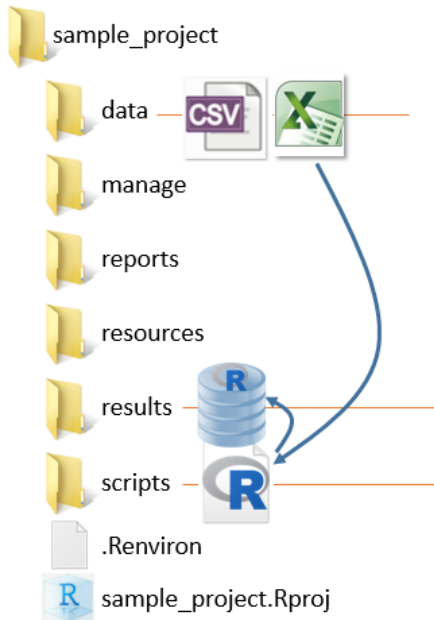 sample_project
data
CSV
X
manage
reports
resources
results
R
scripts
R
.Renviron
R
sample_project.Rproj